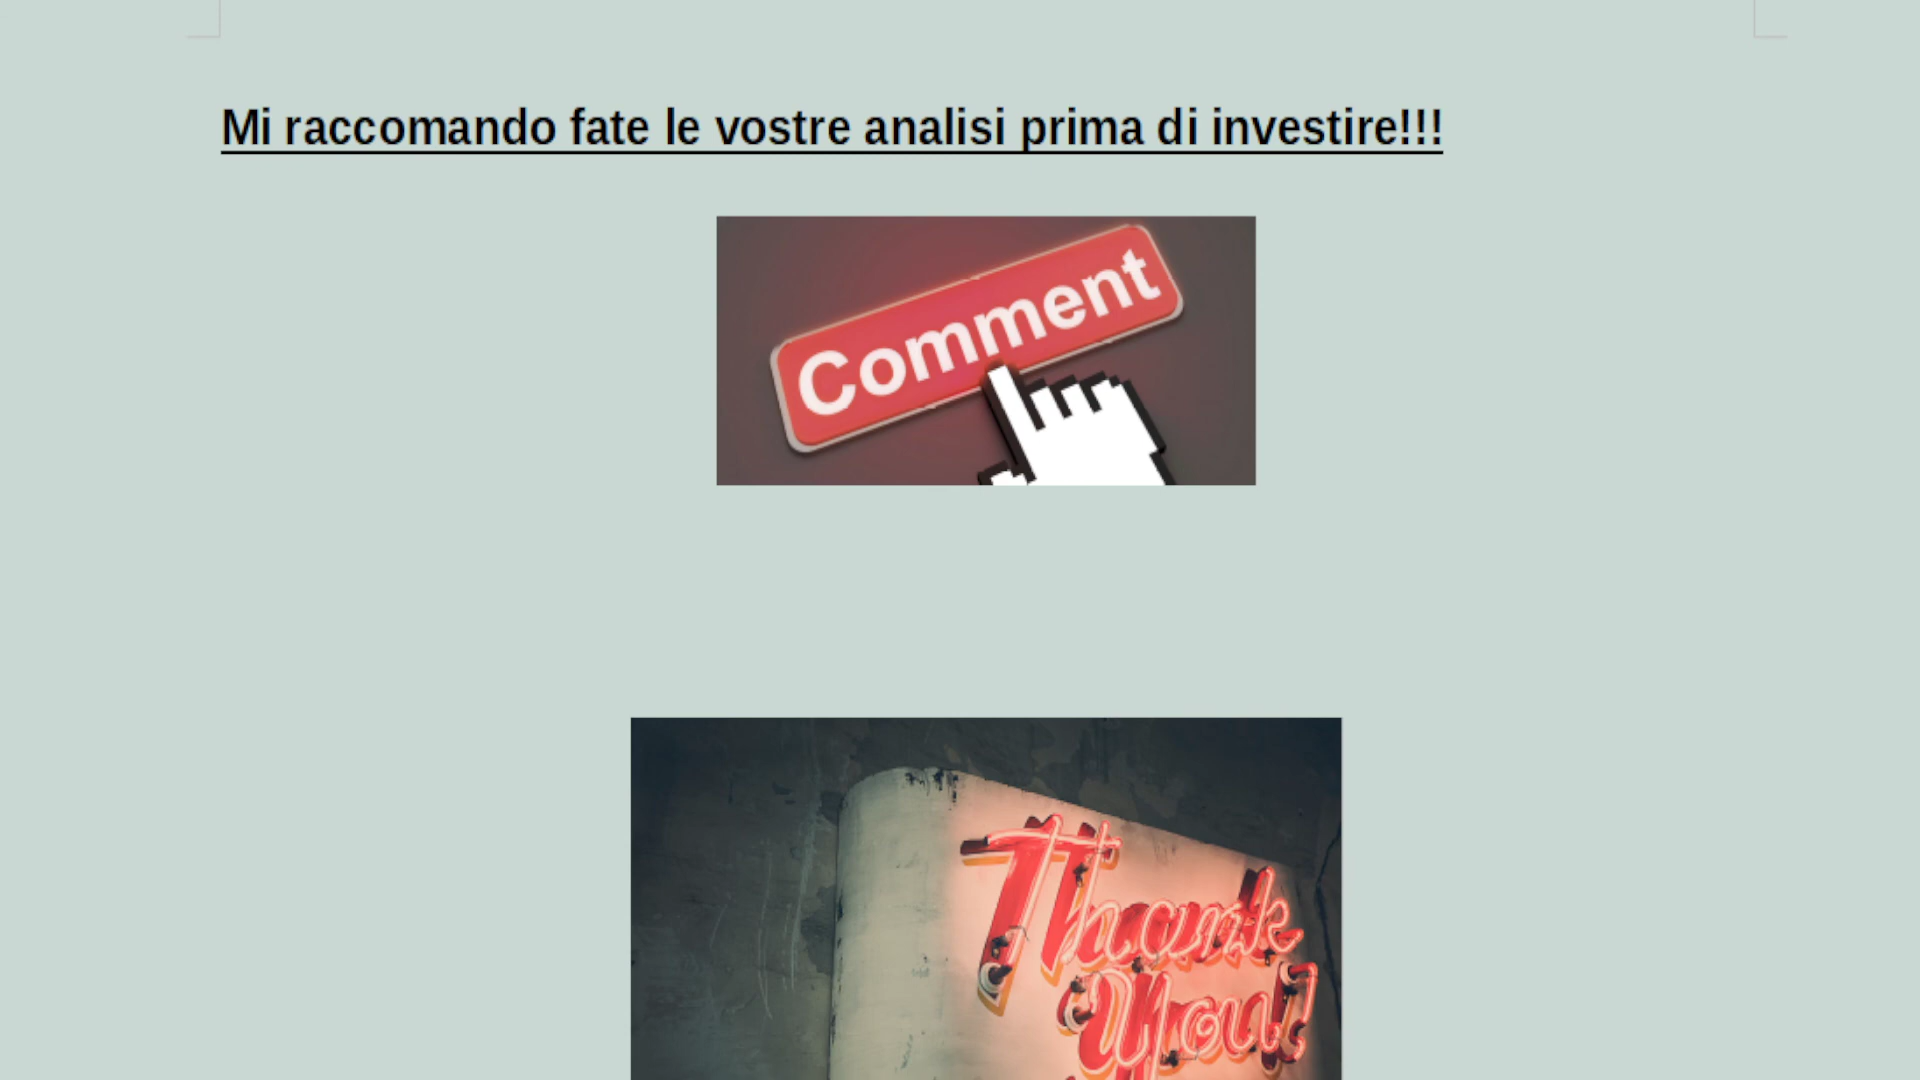 Mi raccomando fate le vostre analisi prima di investire!!!
Comment
Thank
You!